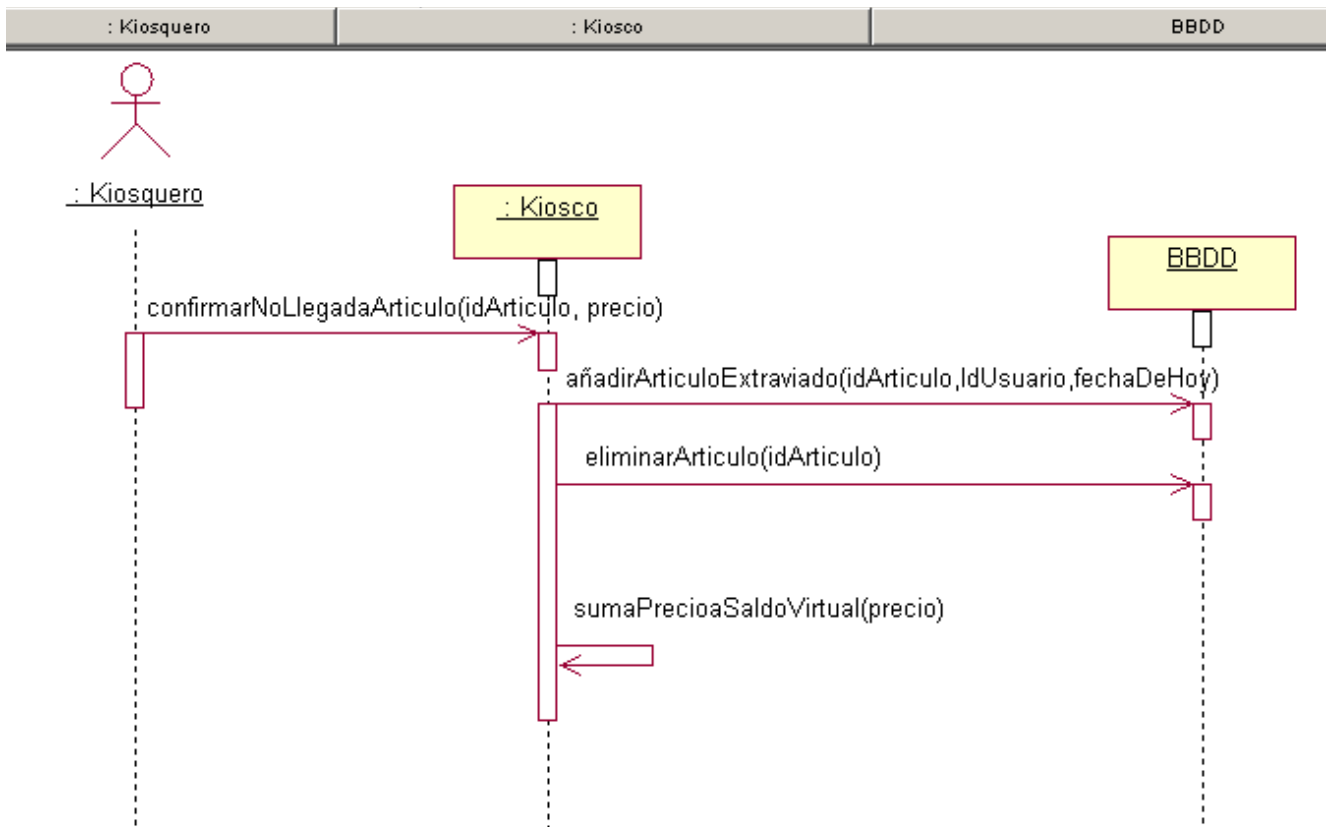 : Kiosquero
: Kiosco
BBDD
: Kiosquero
: Kiosco
BBDD
confirmarNoLlegadaArticulo(idArticulo, precio)
añadirArticuloExtraviado(idArticulo,IdUsuario,fechaDeHoy)
eliminarArticulo(idArticulo)
sumaPrecioaSaldoVirtual(precio)